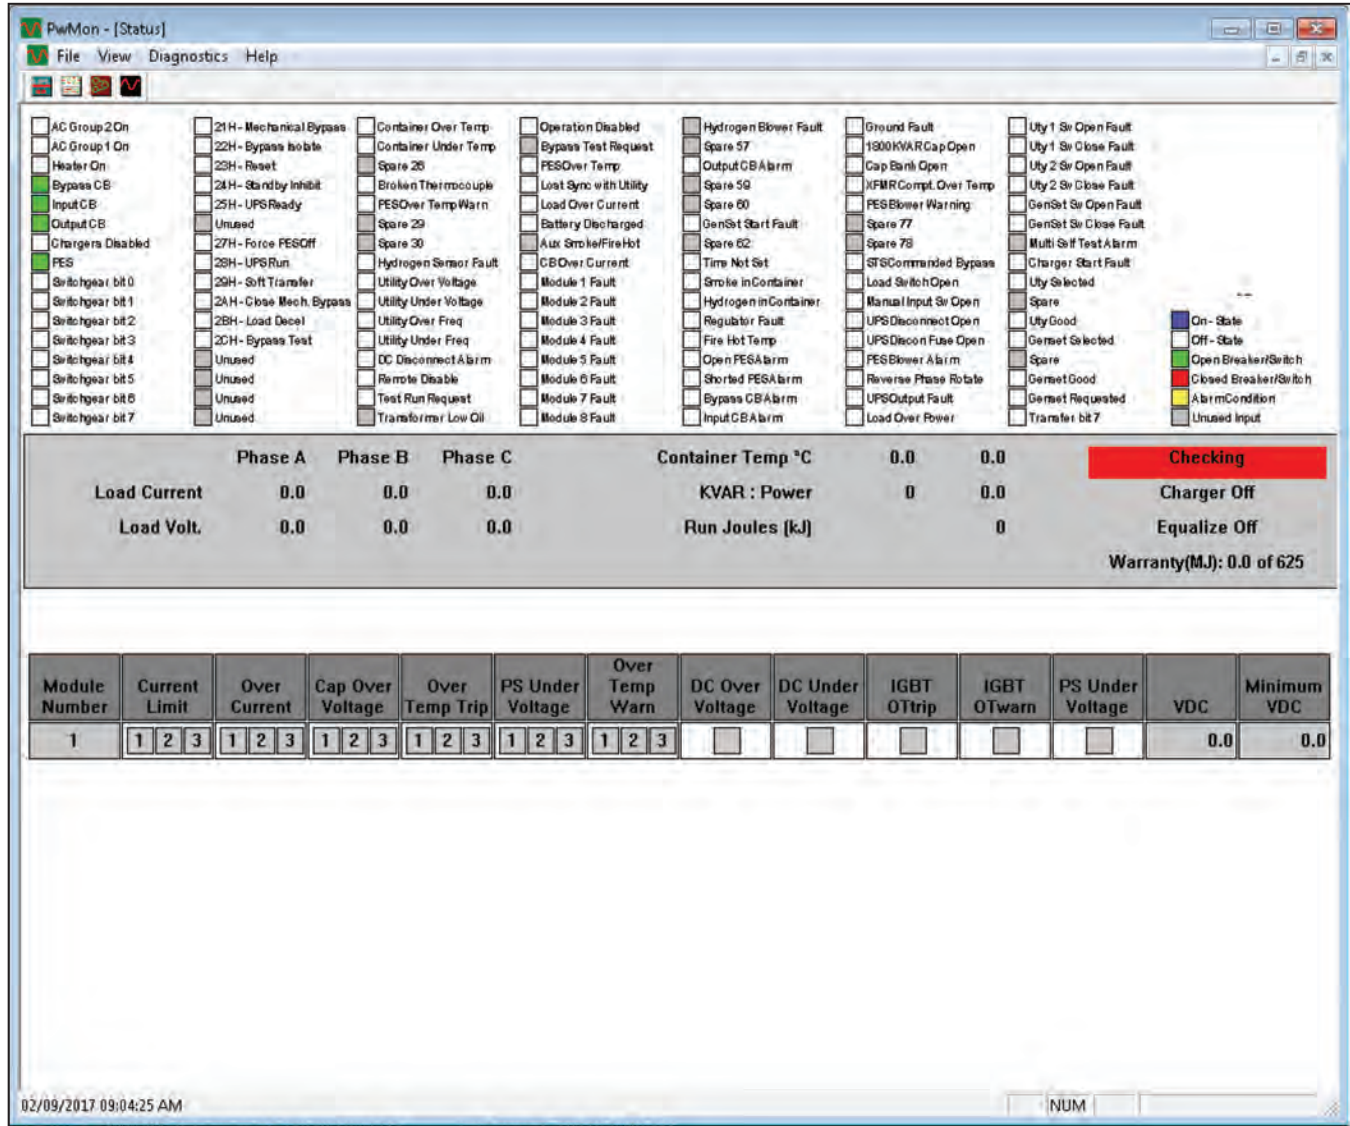 PwMon - [Status]
File View Diagnostics Help
AC Group 2 On
AC Group 1 On
Heater On
Bypass CB
Input CB
Output CB
Chargers Disabled
PES
Switchgear bit 0
Switchgear bit 1
Switchgear bit 2
Switchgear bit 3
Switchgear bit 4
Switchgear bit 5
Switchgear bit 6
Switchgear bit 7
21H - Mechanical Bypass
22H - Bypass Isolate
23H - Reset
24H - Standby Inhibit
25H - UPS Ready
Unused
27H - Force PES Off
28H - UPS Run
29H - Soft Transfer
2AH - Close Mech. Bypass
2BH - Load Decel
2CH - Bypass Test
Unused
Unused
Unused
Unused
Container Over Temp
Container Under Temp
Spare 26
Broken Thermocouple
PES Over Temp Warn
Spare 29
Spare 30
Hydrogen Sensor Fault
Utility Over Voltage
Utility Under Voltage
Utility Over Freq
Utility Under Freq
DC Disconnect Alarm
Remote Disable
Test Run Request
Transformer Low Oil
Operation Disabled
Bypass Test Request
PES Over Temp
Lost Sync with Utility
Load Over Current
Battery Discharged
Aux Smoke/Fire Hot
CB Over Current
Module 1 Fault
Module 2 Fault
Module 3 Fault
Module 4 Fault
Module 5 Fault
Module 6 Fault
Module 7 Fault
Module 8 Fault
Hydrogen Blower Fault
Spare 57
Output CB Alarm
Spare 59
Spare 60
GenSet Start Fault
Spare 62
Time Not Set
Smoke in Container
Hydrogen in Container
Regulator Fault
Fire Hot Temp
Open PES Alarm
Shorted PES Alarm
Bypass CB Alarm
Input CB Alarm
Ground Fault
1800 KVAR Cap Open
Cap Bank Open
XFMR Compt. Over Temp
PES Blower Warning
Spare 77
Spare 78
STS Commanded Bypass
Load Switch Open
Manual Input Sw Open
UPS Disconnect Open
UPS Discon Fuse Open
PES Blower Alarm
Reverse Phase Rotate
UPS Output Fault
Load Over Power
Uty 1 Sw Open Fault
Uty 1 Sw Close Fault
Uty 2 Sw Open Fault
Uty 2 Sw Close Fault
GenSet Sw Open Fault
GenSet Sw Close Fault
Multi Self Test Alarm
Charger Start Fault
Uty Selected
Spare
Uty Good
Genset Selected
Spare
Genset Good
Genset Requested
Transfer bit 7
--
On - State
Off - State
Open Breaker/Switch
Closed Breaker/Switch
Alarm Condition
Unused Input
Phase A Phase B Phase C Container Temp °C 0.0 0.0 Checking
Load Current 0.0 0.0 0.0 KVAR : Power 0 0.0 Charger Off
Load Volt. 0.0 0.0 0.0 Run Joules (kJ) 0 Equalize Off
Warranty(MJ): 0.0 of 625
Module Number Current Limit Over Current Cap Over Voltage Over Temp Trip PS Under Voltage Over Temp Warn DC Over Voltage DC Under Voltage IGBT OTtrip IGBT OTwarn PS Under Voltage VDC Minimum VDC
1 1 2 3 1 2 3 1 2 3 1 2 3 1 2 3 1 2 3 0.0 0.0
02/09/2017 09:04:25 AM NUM